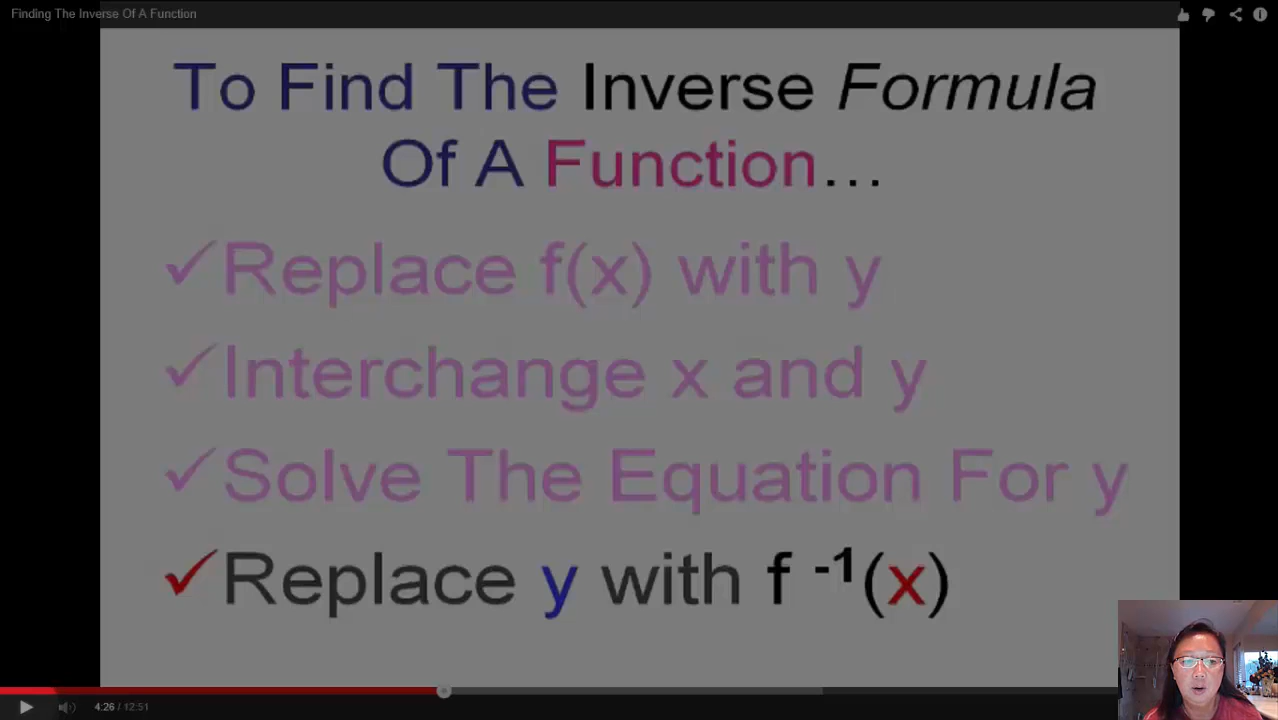 Finding The Inverse Of A Function
To Find The Inverse Formula
Of A Function...
✓Replace f(x) with y
✓Interchange x and y
✓Solve The Equation For y
✓Replace y with f ⁻¹(x)
4:26 / 12:51